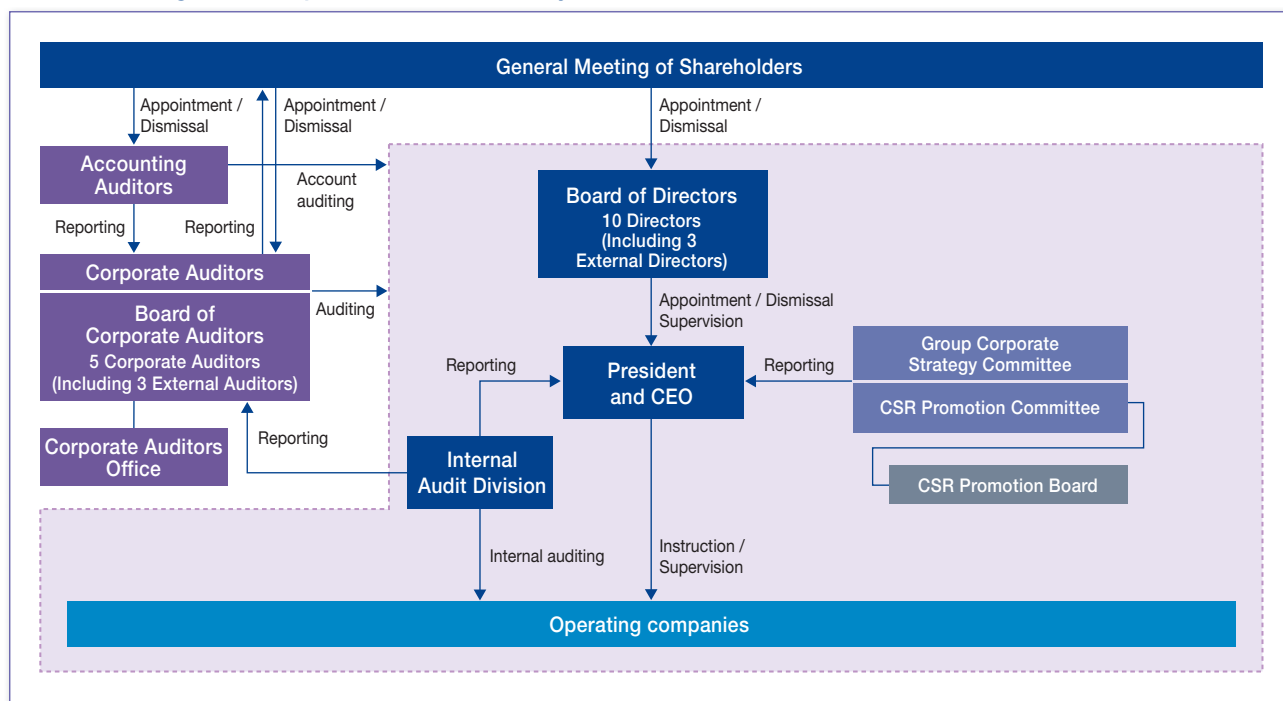 General Meeting of Shareholders
Appointment /
Dismissal
Appointment /
Dismissal
Appointment /
Dismissal
Accounting
Auditors
Account
auditing
Board of Directors
10 Directors
(Including 3
External Directors)
Reporting
Reporting
Corporate Auditors
Auditing
Board of
Corporate Auditors
5 Corporate Auditors
(Including 3 External Auditors)
Appointment / Dismissal
Supervision
Reporting
President
and CEO
Reporting
Group Corporate
Strategy Committee
CSR Promotion Committee
Corporate Auditors
Office
Reporting
Internal
Audit Division
CSR Promotion Board
Internal auditing
Instruction /
Supervision
Operating companies